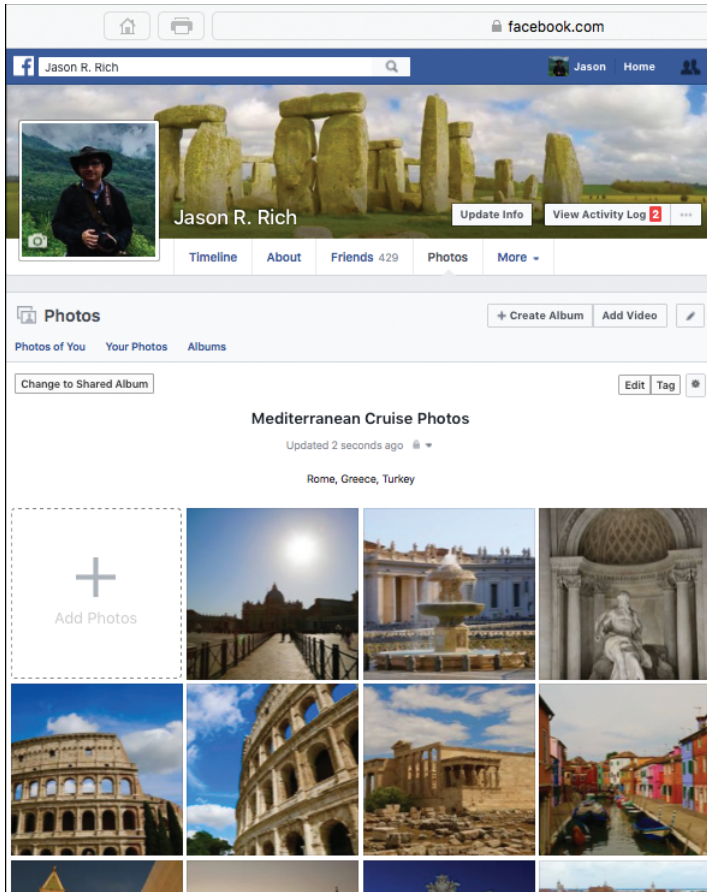 facebook.com
f Jason R. Rich Jason Home
Jason R. Rich
Update Info View Activity Log 2
Timeline About Friends 429 Photos More
Photos
+ Create Album Add Video
Photos of You Your Photos Albums
Change to Shared Album Edit Tag
Mediterranean Cruise Photos
Updated 2 seconds ago
Rome, Greece, Turkey
Add Photos